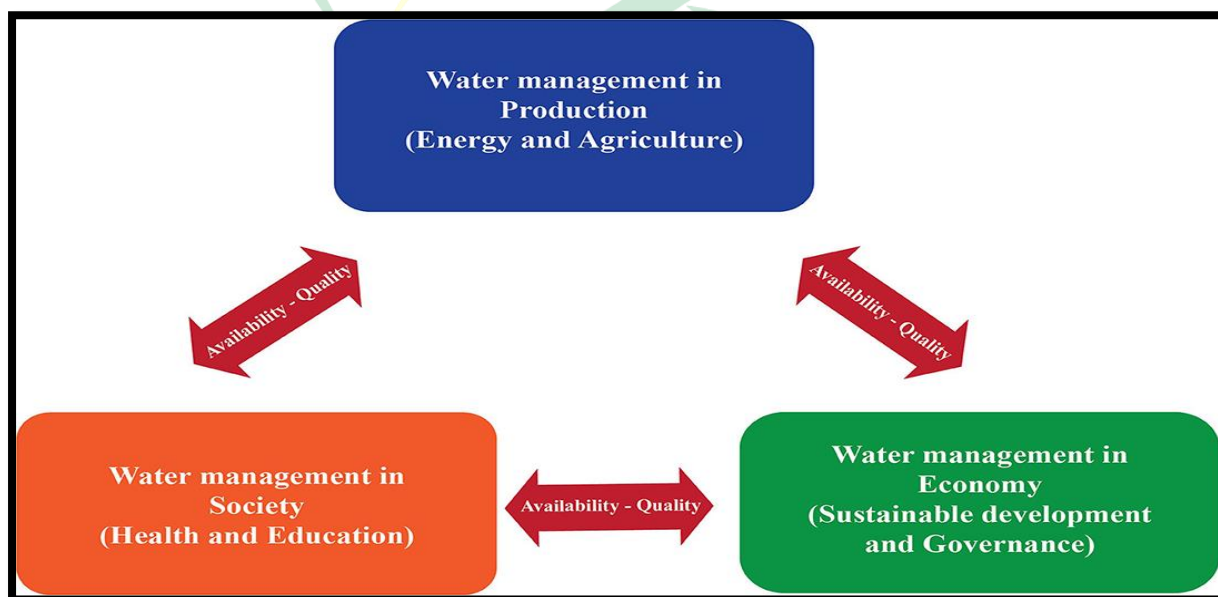 Water management in
Production
(Energy and Agriculture)
Availability - Quality
Availability - Quality
Water management in
Society
(Health and Education)
Availability - Quality
Water management in
Economy
(Sustainable development
and Governance)